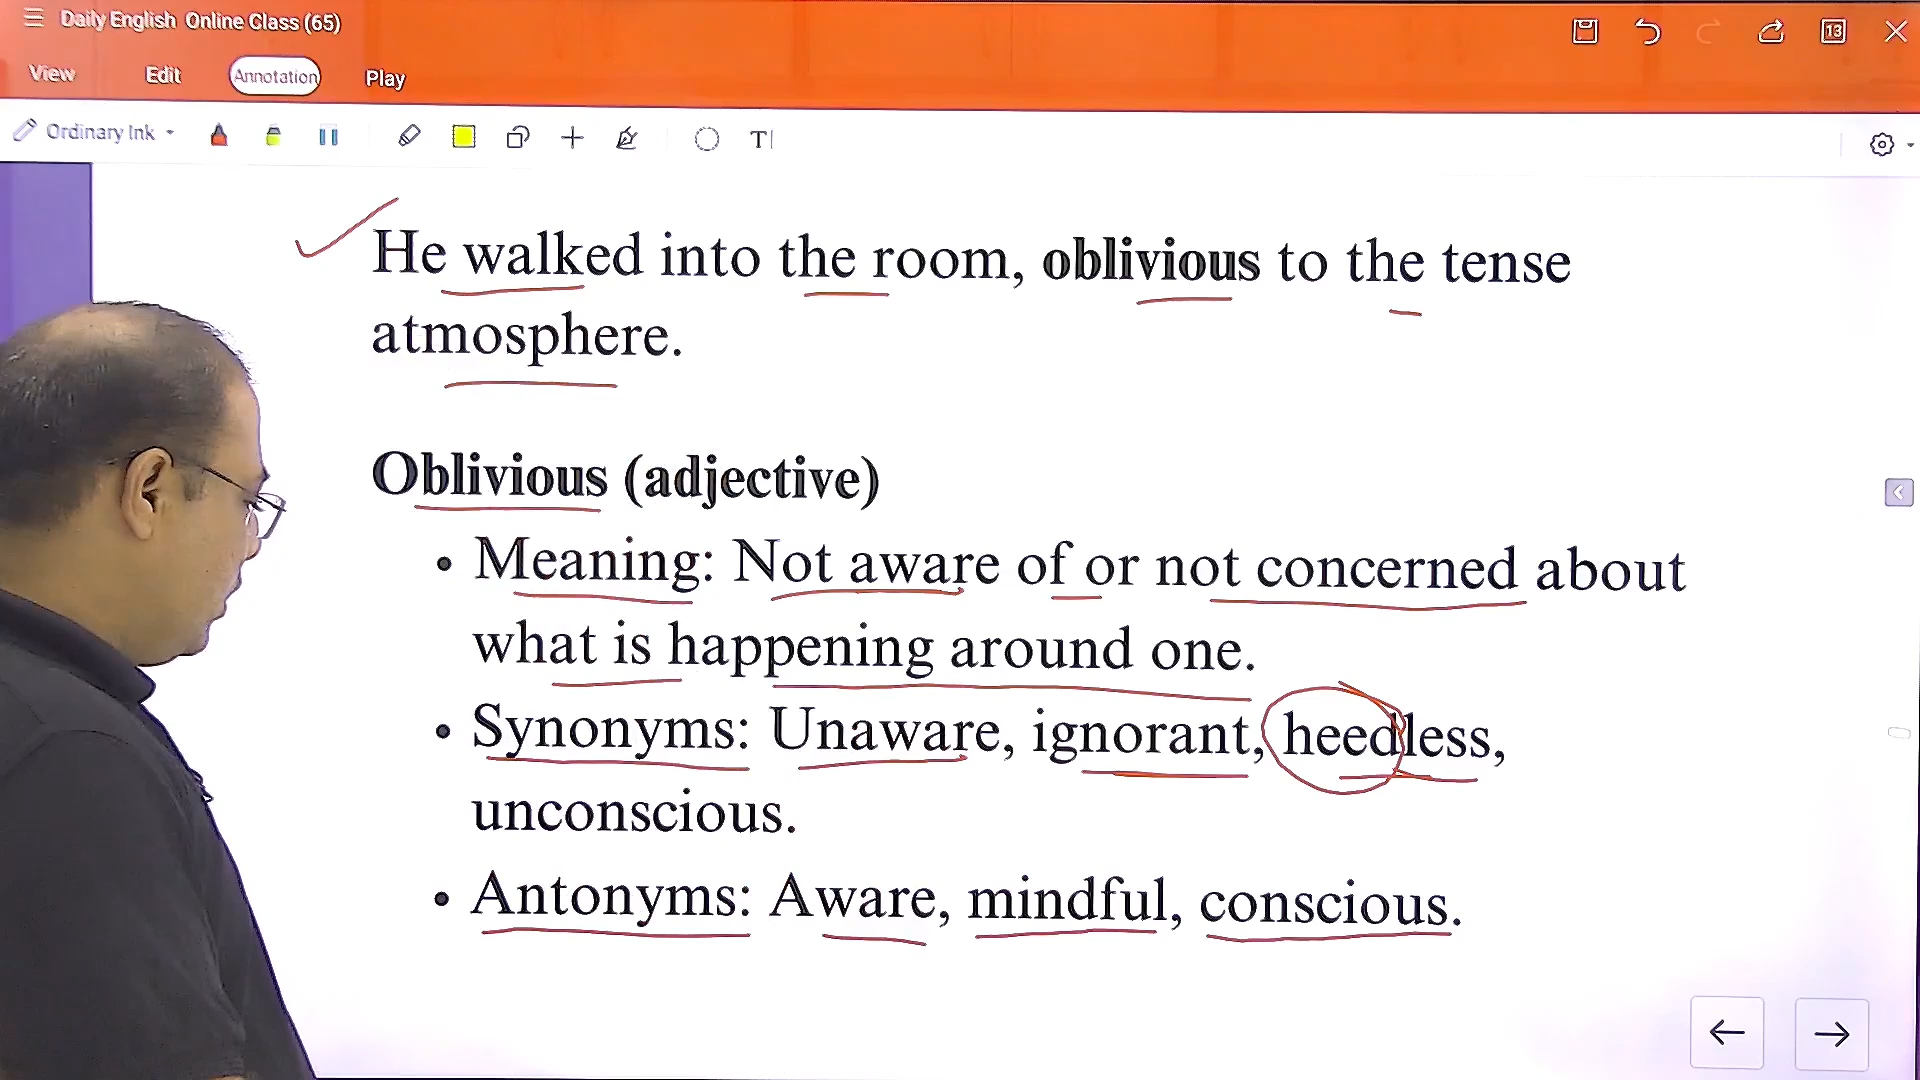 Daily English Online Class (65)
13
View Edit Annotation Play
Ordinary Ink
T
He walked into the room, oblivious to the tense
atmosphere.
Oblivious (adjective)
• Meaning: Not aware of or not concerned about
what is happening around one.
• Synonyms: Unaware, ignorant, heedless,
unconscious.
• Antonyms: Aware, mindful, conscious.